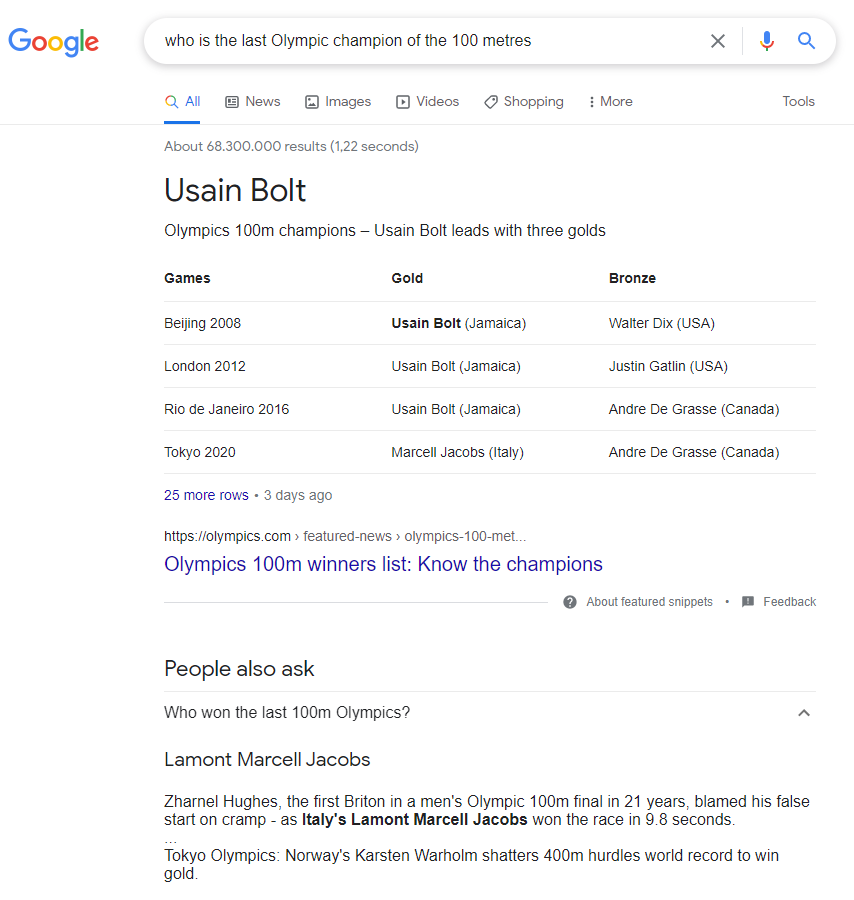 Google
who is the last Olympic champion of the 100 metres
All News Images Videos Shopping More Tools
About 68.300.000 results (1,22 seconds)
Usain Bolt
Olympics 100m champions – Usain Bolt leads with three golds
Games Gold Bronze
Beijing 2008 Usain Bolt (Jamaica) Walter Dix (USA)
London 2012 Usain Bolt (Jamaica) Justin Gatlin (USA)
Rio de Janeiro 2016 Usain Bolt (Jamaica) Andre De Grasse (Canada)
Tokyo 2020 Marcell Jacobs (Italy) Andre De Grasse (Canada)
25 more rows • 3 days ago
https://olympics.com › featured-news › olympics-100-met...
Olympics 100m winners list: Know the champions
About featured snippets • Feedback
People also ask
Who won the last 100m Olympics?
Lamont Marcell Jacobs
Zharnel Hughes, the first Briton in a men's Olympic 100m final in 21 years, blamed his false
start on cramp - as Italy's Lamont Marcell Jacobs won the race in 9.8 seconds.
...
Tokyo Olympics: Norway's Karsten Warholm shatters 400m hurdles world record to win
gold.